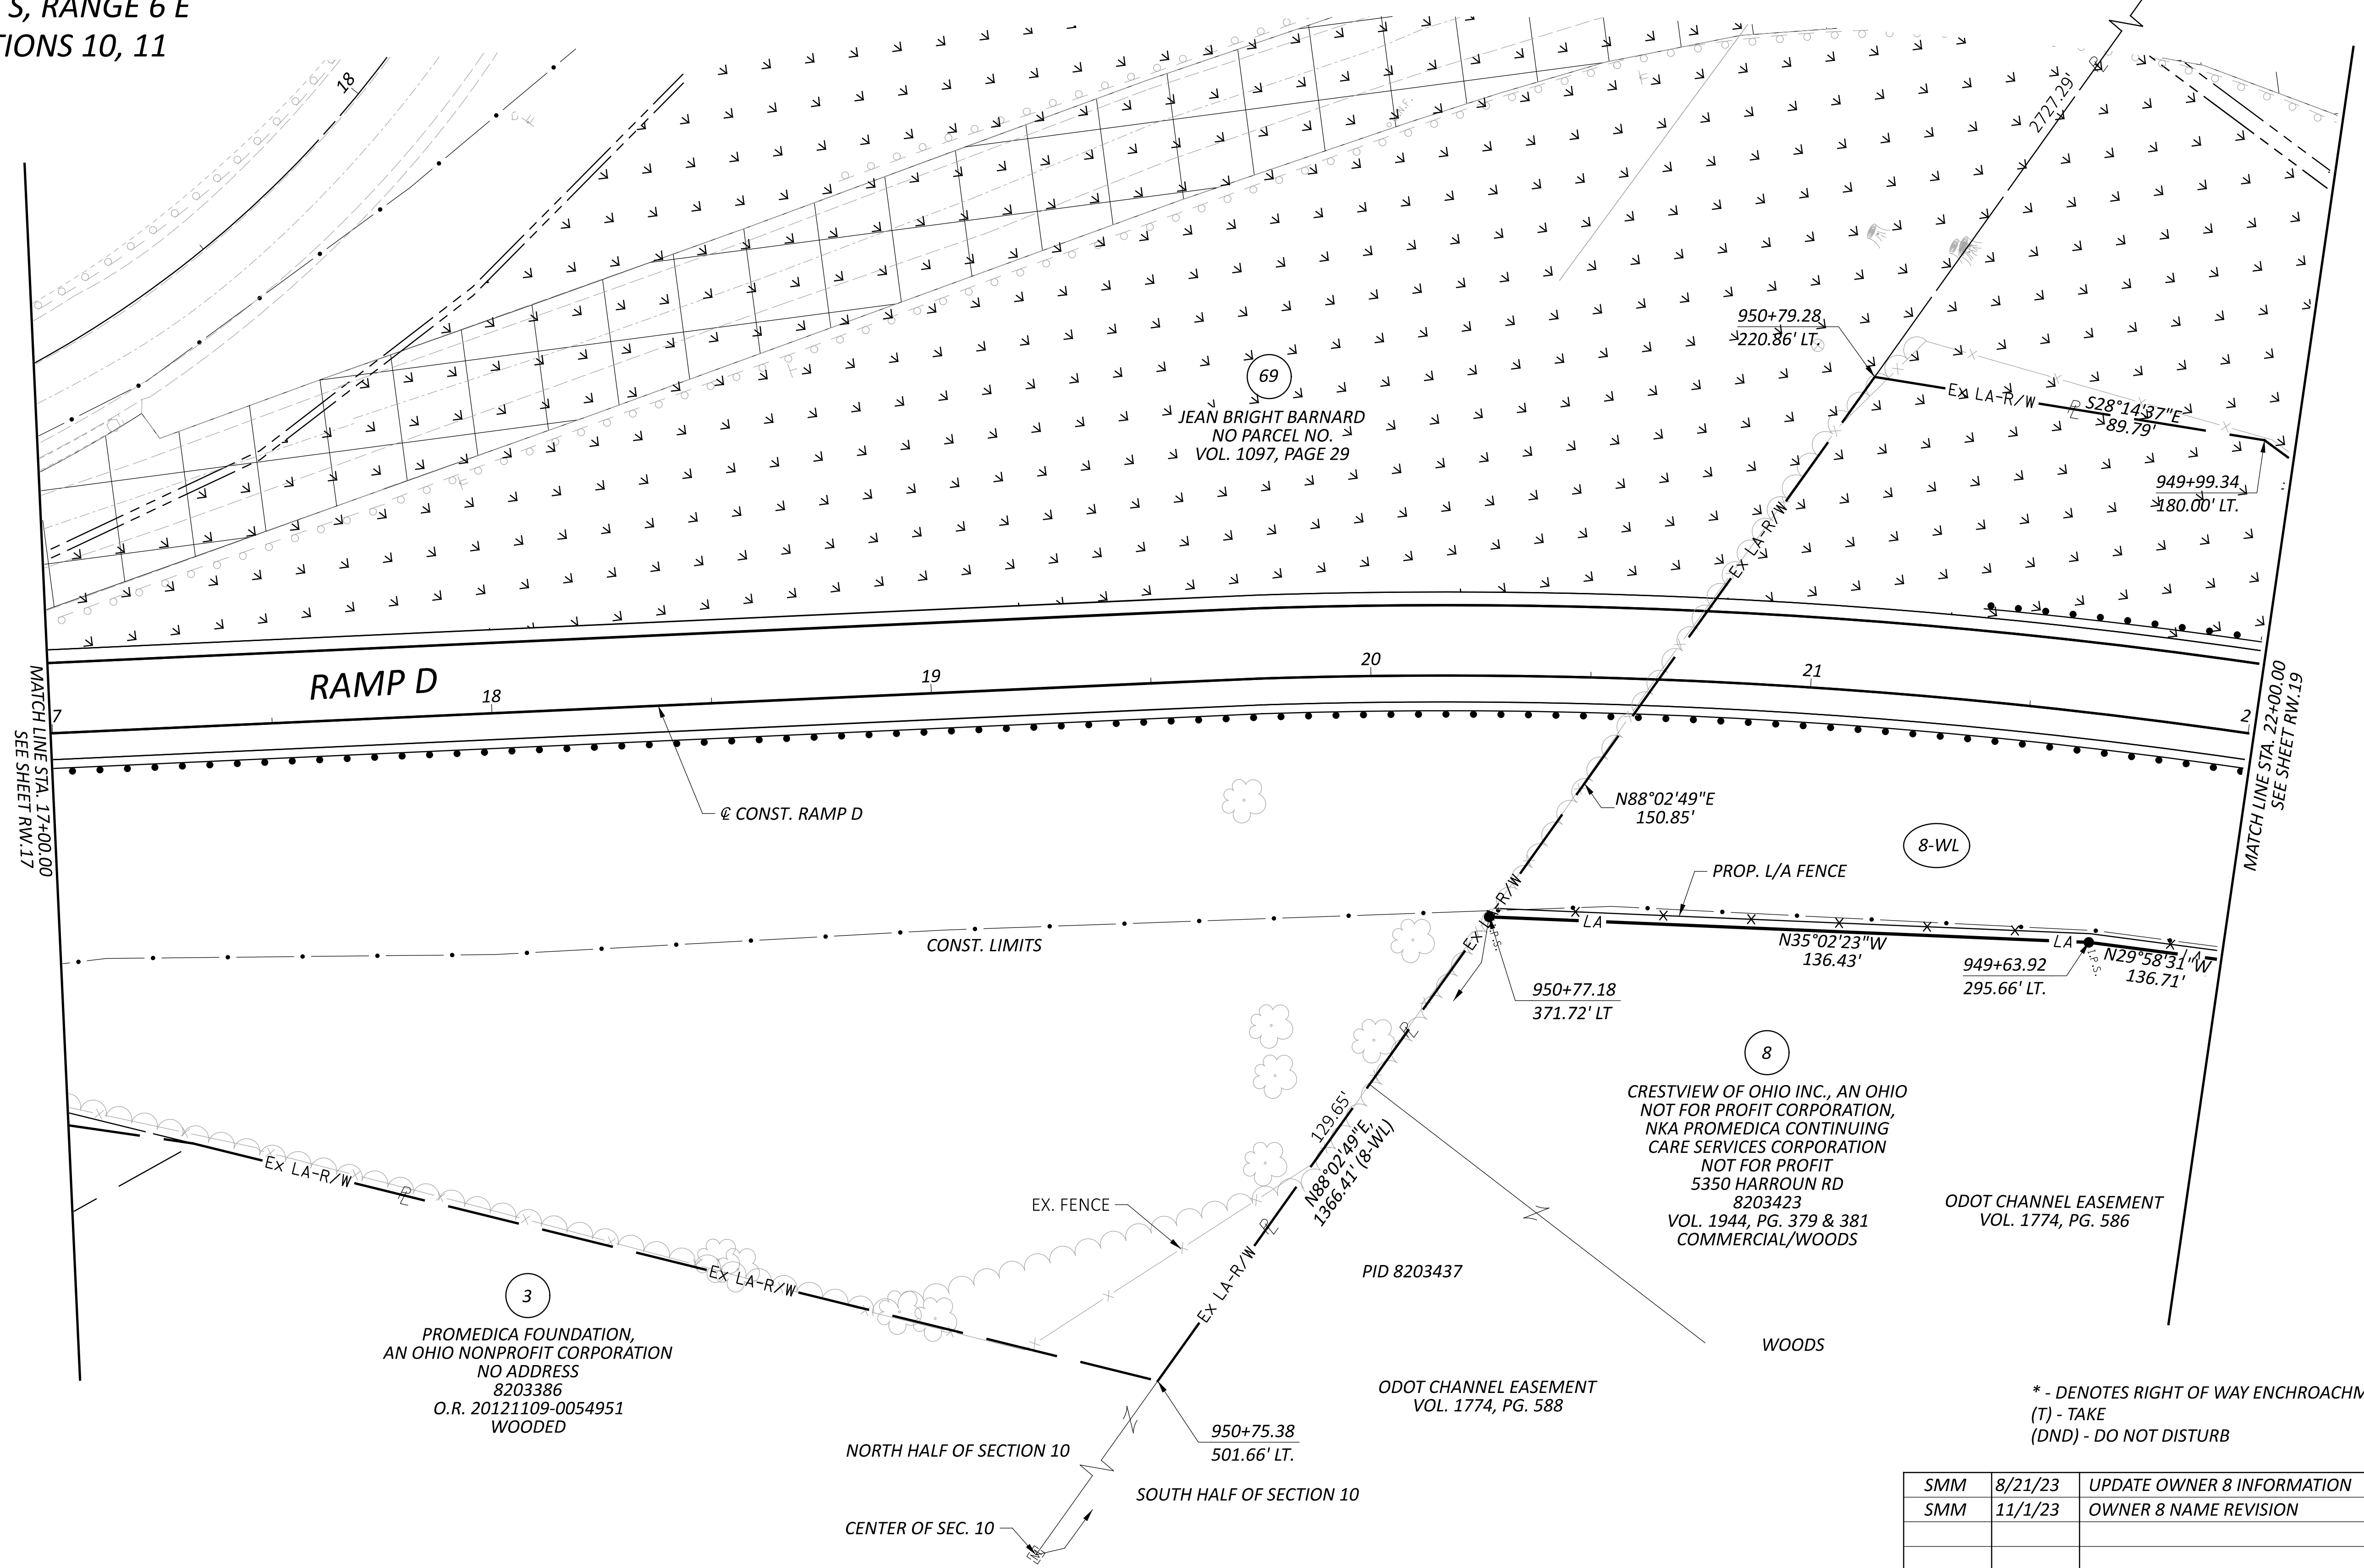 S, RANGE 6 E
TIONS 10, 11
18
2727.29'
950+79.28
220.86' LT.
Ex LA-R/W
S28°14'37"E
89.79'
949+99.34
180.00' LT.
69
JEAN BRIGHT BARNARD
NO PARCEL NO.
VOL. 1097, PAGE 29
Ex LA-R/W
RAMP D
7
18
19
20
21
2
MATCH LINE STA. 17+00.00
SEE SHEET RW.17
MATCH LINE STA. 22+00.00
SEE SHEET RW.19
℄ CONST. RAMP D
N88°02'49"E
150.85'
8-WL
PROP. L/A FENCE
Ex LA-R/W
CONST. LIMITS
LA
LA
I.P.S.
N35°02'23"W
136.43'
949+63.92
295.66' LT.
I.P.S.
N29°58'31"W
136.71'
950+77.18
371.72' LT
8
CRESTVIEW OF OHIO INC., AN OHIO
NOT FOR PROFIT CORPORATION,
NKA PROMEDICA CONTINUING
CARE SERVICES CORPORATION
NOT FOR PROFIT
5350 HARROUN RD
8203423
VOL. 1944, PG. 379 & 381
COMMERCIAL/WOODS
ODOT CHANNEL EASEMENT
VOL. 1774, PG. 586
129.65'
N88°02'49"E,
1366.41' (8-WL)
EX. FENCE
Ex LA-R/W
Ex LA-R/W
Ex LA-R/W
PID 8203437
3
PROMEDICA FOUNDATION,
AN OHIO NONPROFIT CORPORATION
NO ADDRESS
8203386
O.R. 20121109-0054951
WOODED
WOODS
ODOT CHANNEL EASEMENT
VOL. 1774, PG. 588
950+75.38
501.66' LT.
NORTH HALF OF SECTION 10
SOUTH HALF OF SECTION 10
CENTER OF SEC. 10
* - DENOTES RIGHT OF WAY ENCHROACHM
(T) - TAKE
(DND) - DO NOT DISTURB
SMM 8/21/23 UPDATE OWNER 8 INFORMATION
SMM 11/1/23 OWNER 8 NAME REVISION